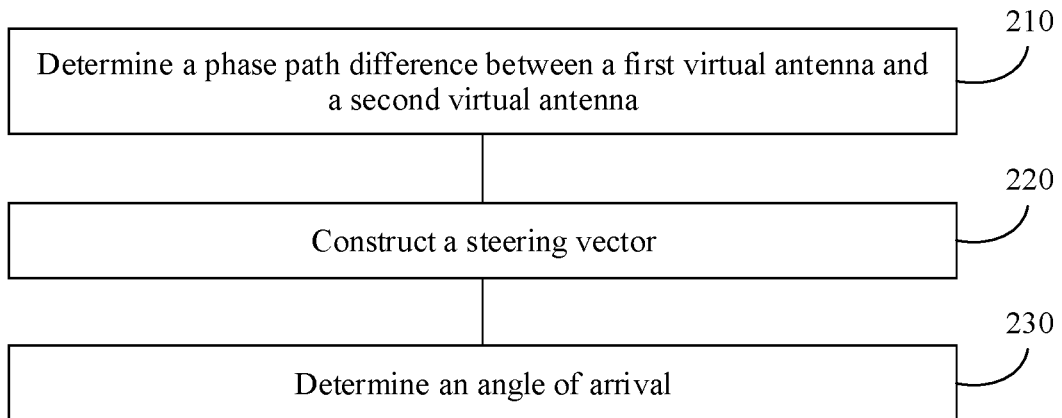 210
Determine a phase path difference between a first virtual antenna and
a second virtual antenna
220
Construct a steering vector
230
Determine an angle of arrival